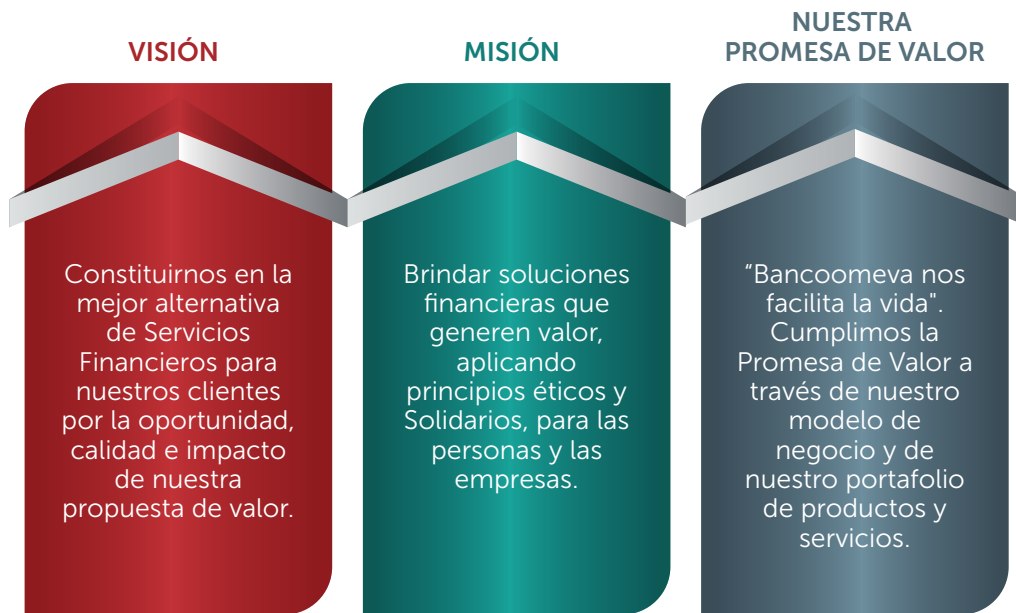 VISIÓN
Constituirnos en la
mejor alternativa
de Servicios
Financieros para
nuestros clientes
por la oportunidad,
calidad e impacto
de nuestra
propuesta de valor.
MISIÓN
Brindar soluciones
financieras que
generen valor,
aplicando
principios éticos y
Solidarios, para las
personas y las
empresas.
NUESTRA
PROMESA DE VALOR
“Bancoomeva nos
facilita la vida".
Cumplimos la
Promesa de Valor a
través de nuestro
modelo de
negocio y de
nuestro portafolio
de productos y
servicios.